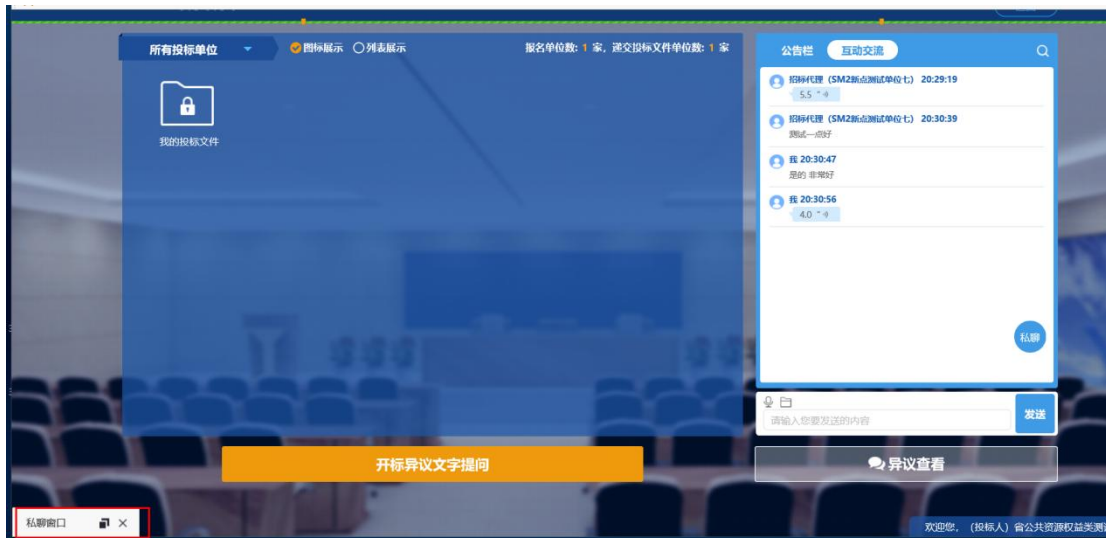 所有投标单位
图标展示 列表展示
报名单位数: 1 家, 递交投标文件单位数: 1 家
我的投标文件
公告栏 互动交流
招标代理 (SM2新点测试单位七) 20:29:19
5.5 "
招标代理 (SM2新点测试单位七) 20:30:39
测试一点好
我 20:30:47
是的 非常好
我 20:30:56
4.0 "
私聊
请输入您要发送的内容
发送
开标异议文字提问
异议查看
私聊窗口
欢迎您, (投标人) 省公共资源权益类测